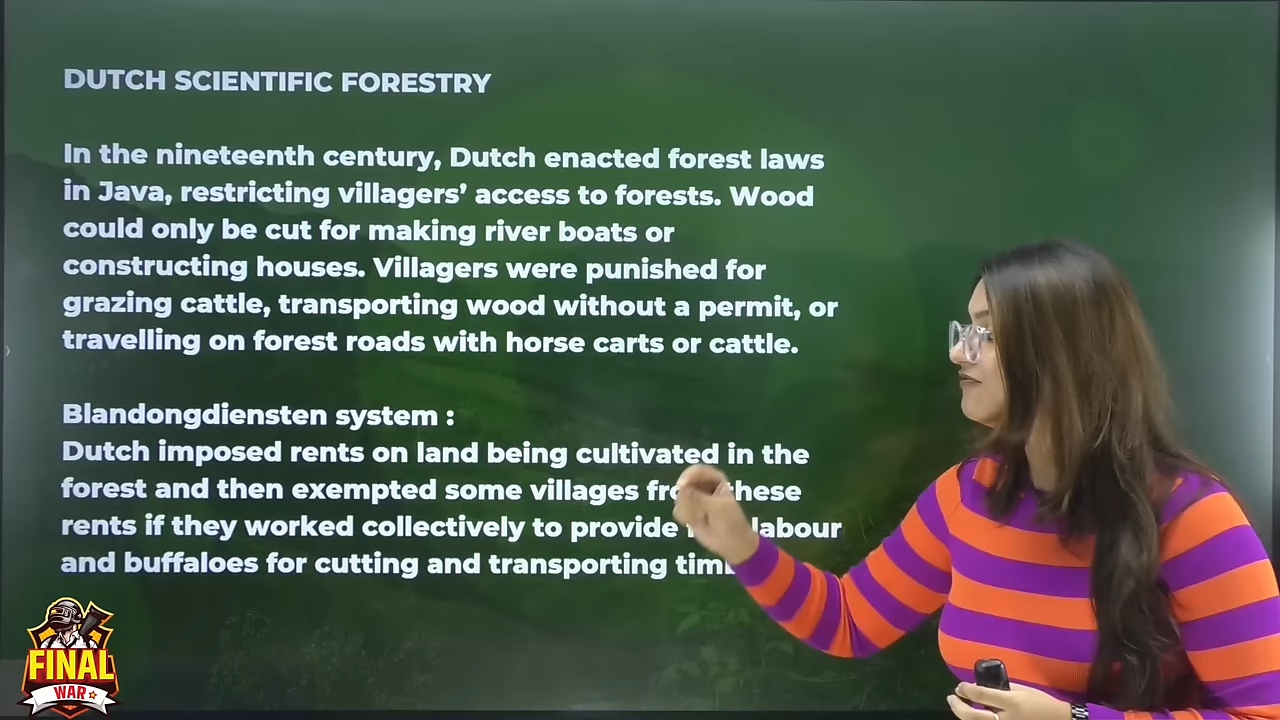 DUTCH SCIENTIFIC FORESTRY
In the nineteenth century, Dutch enacted forest laws
in Java, restricting villagers’ access to forests. Wood
could only be cut for making river boats or
constructing houses. Villagers were punished for
grazing cattle, transporting wood without a permit, or
travelling on forest roads with horse carts or cattle.
Blandongdiensten system :
Dutch imposed rents on land being cultivated in the
forest and then exempted some villages these
rents if they worked collectively to provide labour
and buffaloes for cutting and transporting
FINAL
WAR